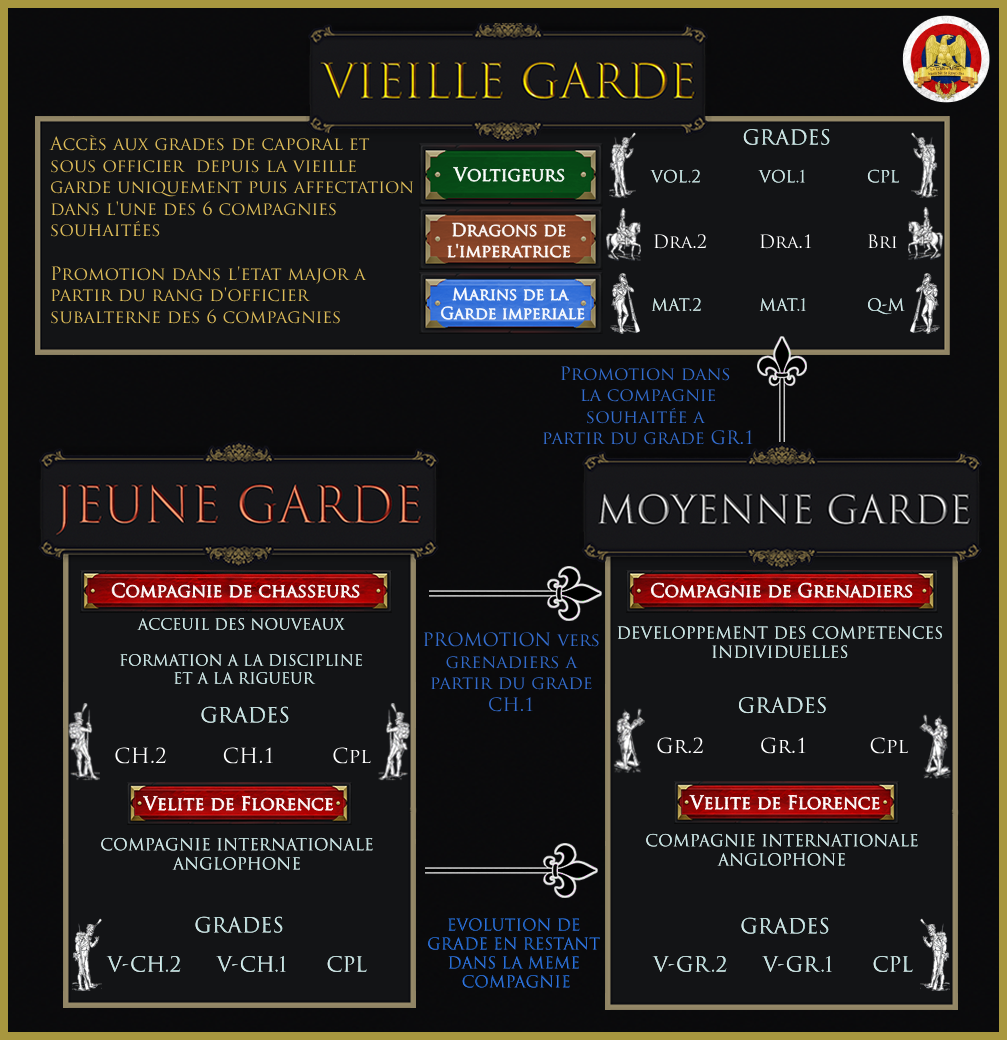 VIEILLE GARDE
Accès aux grades de caporal et
sous officier depuis la vieille
garde uniquement puis affectation
dans l'une des 6 compagnies
souhaitées
Promotion dans l'etat major a
partir du rang d'officier
subalterne des 6 compagnies
GRADES
Voltigeurs
VOL.2 VOL.1 CPL
Dragons de
l'imperatrice
Dra.2 Dra.1 Bri
Marins de la
Garde imperiale
MAT.2 MAT.1 Q-M
Promotion dans
la compagnie
souhaitée a
partir du grade GR.1
JEUNE GARDE
Compagnie de chasseurs
ACCEUIL DES NOUVEAUX
FORMATION A LA DISCIPLINE
ET A LA RIGUEUR
GRADES
CH.2 CH.1 Cpl
Velite de Florence
COMPAGNIE INTERNATIONALE
ANGLOPHONE
GRADES
V-CH.2 V-CH.1 CPL
PROMOTION vers
grenadiers a
partir du grade
CH.1
EVOLUTION DE
GRADE EN RESTANT
DANS LA MEME
COMPAGNIE
MOYENNE GARDE
Compagnie de Grenadiers
DEVELOPPEMENT DES COMPETENCES
INDIVIDUELLES
GRADES
Gr.2 Gr.1 Cpl
Velite de Florence
COMPAGNIE INTERNATIONALE
ANGLOPHONE
GRADES
V-GR.2 V-GR.1 CPL